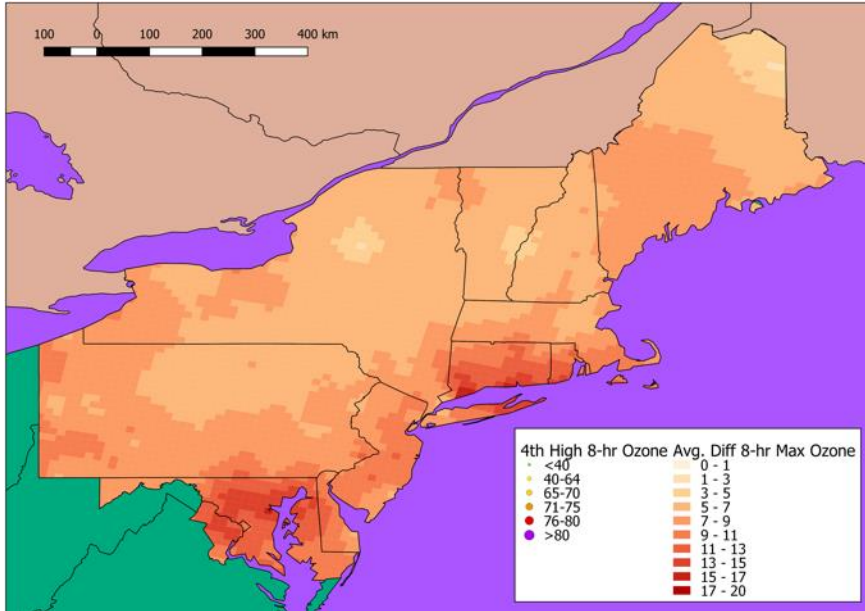 100 0 100 200 300 400 km
4th High 8-hr Ozone Avg. Diff 8-hr Max Ozone
<40 0 - 1
40-64 1 - 3
65-70 3 - 5
71-75 5 - 7
76-80 7 - 9
>80 9 - 11
11 - 13
13 - 15
15 - 17
17 - 20